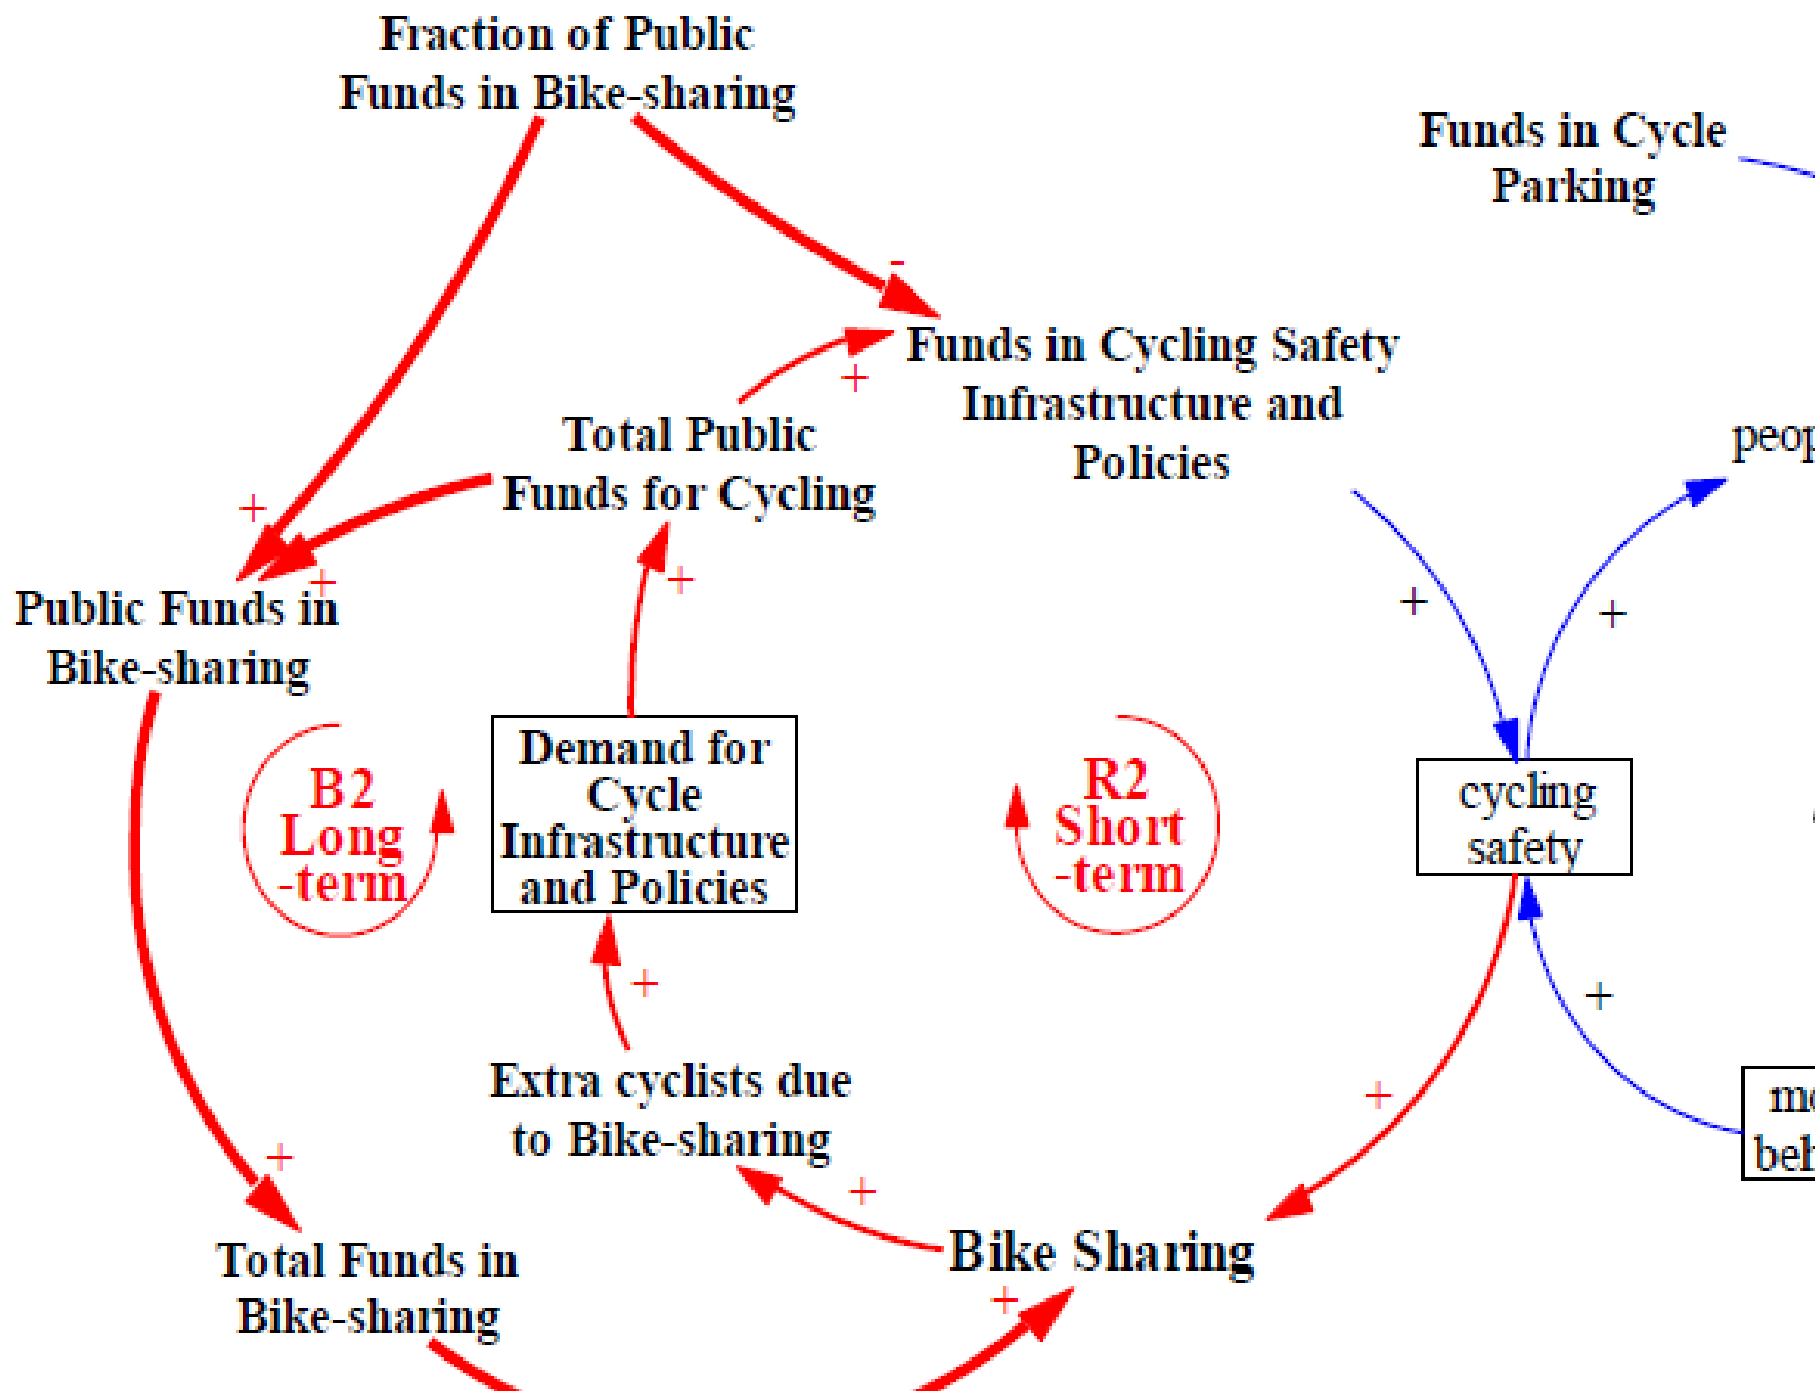 Fraction of Public
Funds in Bike-sharing
Funds in Cycle
Parking
-
Funds in Cycling Safety
Infrastructure and
Policies
+
Total Public
Funds for Cycling
+
+
+
Public Funds in
Bike-sharing
+
+
B2
Long
-term
Demand for
Cycle
Infrastructure
and Policies
R2
Short
-term
cycling
safety
+
+
Extra cyclists due
to Bike-sharing
+
+
+
Bike Sharing
+
Total Funds in
Bike-sharing
+